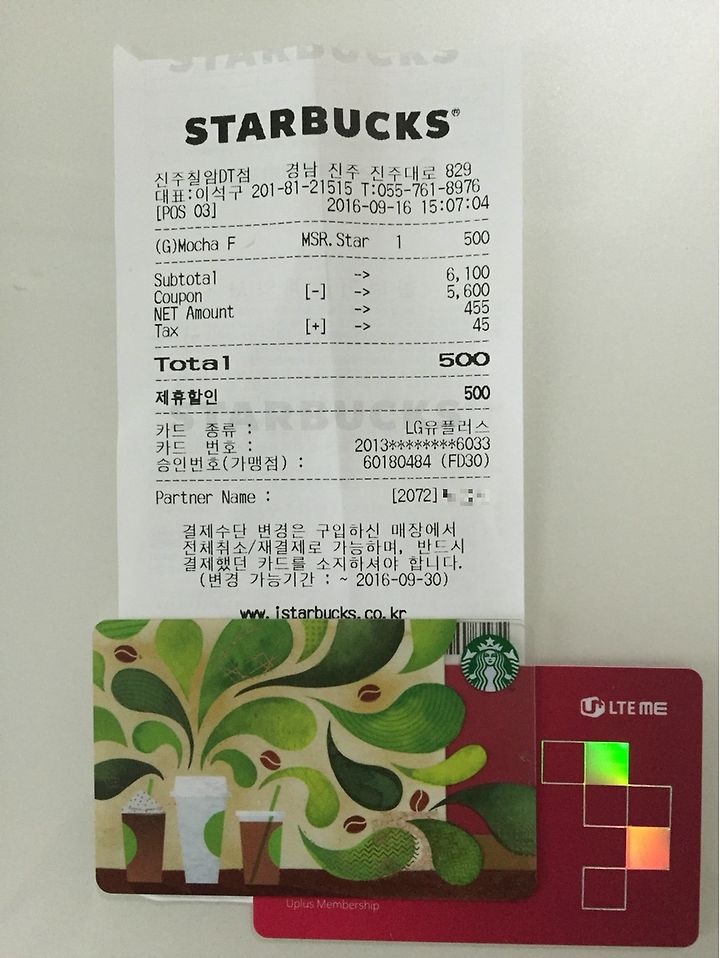 STARBUCKS
STARBUCKS®
진주칠암DT점 경남 진주 진주대로 829
대표:이석구 201-81-21515 T:055-761-8976
[POS 03] 2016-09-16 15:07:04
(G)Mocha F MSR.Star 1 500
Subtotal -> 6,100
Coupon [-] -> 5,600
NET Amount -> 455
Tax [+] -> 45
Total 500
제휴할인 500
STARBUCKS
카드 종류 : LG유플러스
카드 번호 : 2013********6033
승인번호(가맹점) : 60180484 (FD30)
Partner Name : [2072]
결제수단 변경은 구입하신 매장에서
전체취소/재결제로 가능하며, 반드시
결제했던 카드를 소지하셔야 합니다.
(변경 가능기간 : ~ 2016-09-30)
www.istarbucks.co.kr
U+ LTE ME
Uplus Membership